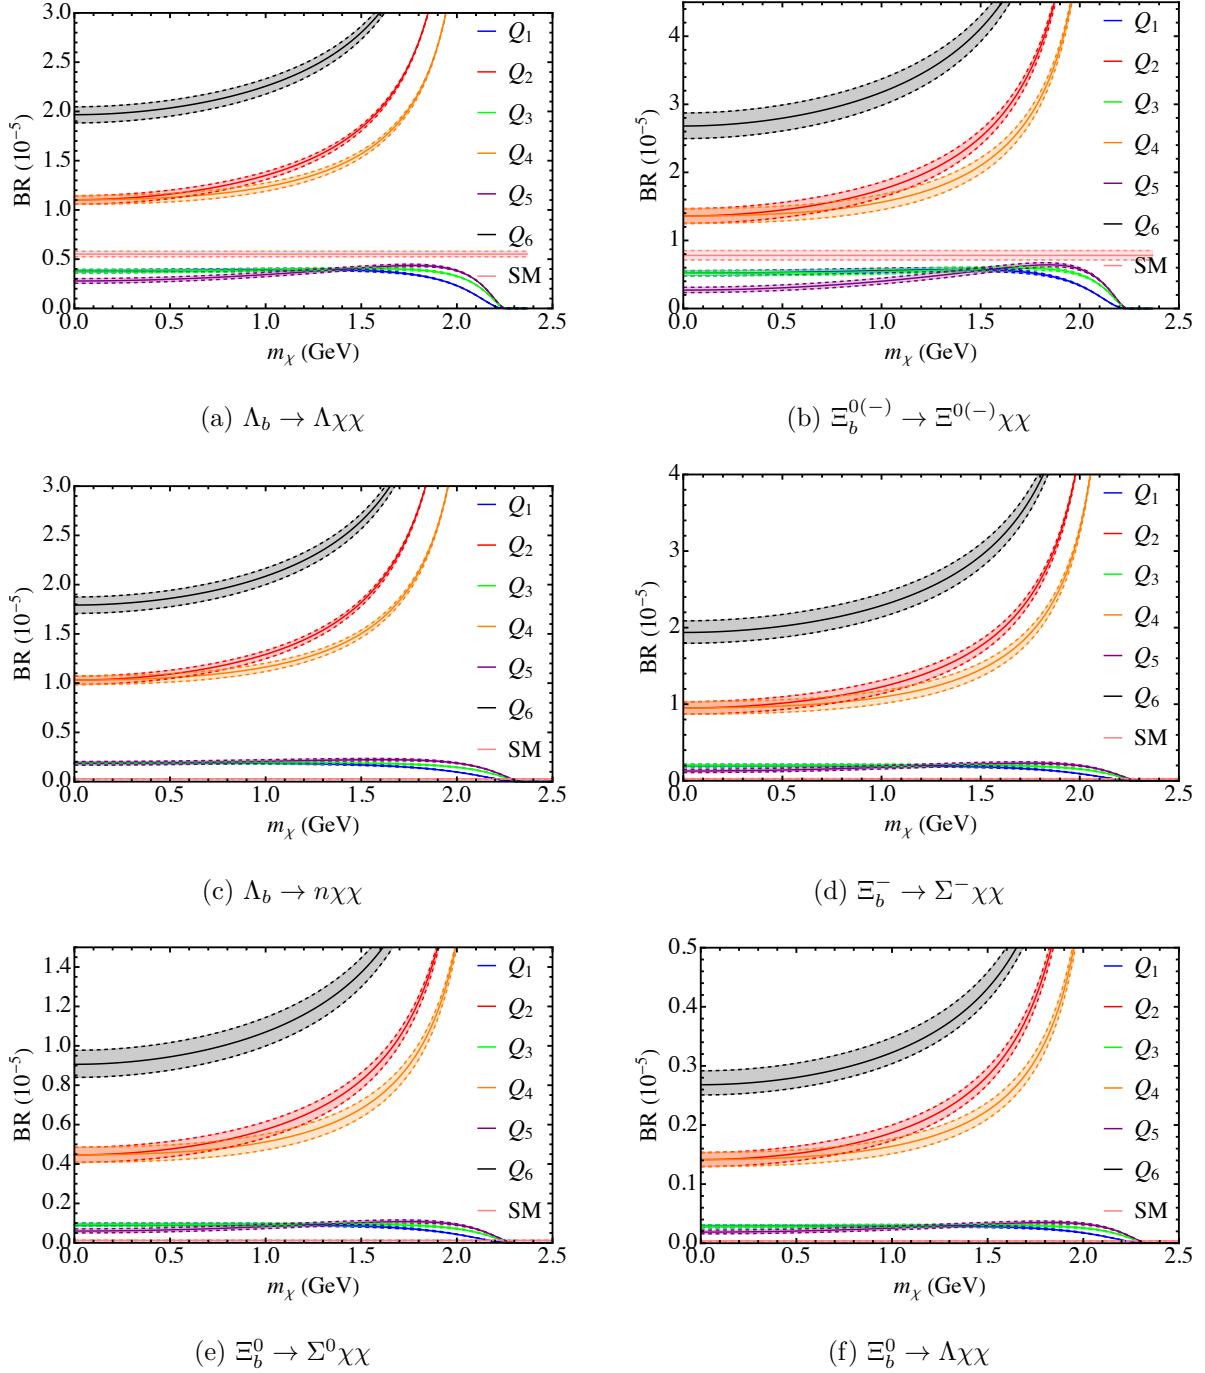 3.0
2.5
2.0
1.5
1.0
0.5
0.0
BR (10⁻⁵)
0.0 0.5 1.0 1.5 2.0 2.5
m_χ (GeV)
Q₁
Q₂
Q₃
Q₄
Q₅
Q₆
SM
(a) Λ_b → Λχχ
4
3
2
1
0
BR (10⁻⁵)
0.0 0.5 1.0 1.5 2.0 2.5
m_χ (GeV)
Q₁
Q₂
Q₃
Q₄
Q₅
Q₆
SM
(b) Ξ_b^{0(−)} → Ξ^{0(−)}χχ
3.0
2.5
2.0
1.5
1.0
0.5
0.0
BR (10⁻⁵)
0.0 0.5 1.0 1.5 2.0 2.5
m_χ (GeV)
Q₁
Q₂
Q₃
Q₄
Q₅
Q₆
SM
(c) Λ_b → nχχ
4
3
2
1
0
BR (10⁻⁵)
0.0 0.5 1.0 1.5 2.0 2.5
m_χ (GeV)
Q₁
Q₂
Q₃
Q₄
Q₅
Q₆
SM
(d) Ξ_b^− → Σ^−χχ
1.4
1.2
1.0
0.8
0.6
0.4
0.2
0.0
BR (10⁻⁵)
0.0 0.5 1.0 1.5 2.0 2.5
m_χ (GeV)
Q₁
Q₂
Q₃
Q₄
Q₅
Q₆
SM
(e) Ξ_b^0 → Σ^0χχ
0.5
0.4
0.3
0.2
0.1
0.0
BR (10⁻⁵)
0.0 0.5 1.0 1.5 2.0 2.5
m_χ (GeV)
Q₁
Q₂
Q₃
Q₄
Q₅
Q₆
SM
(f) Ξ_b^0 → Λχχ